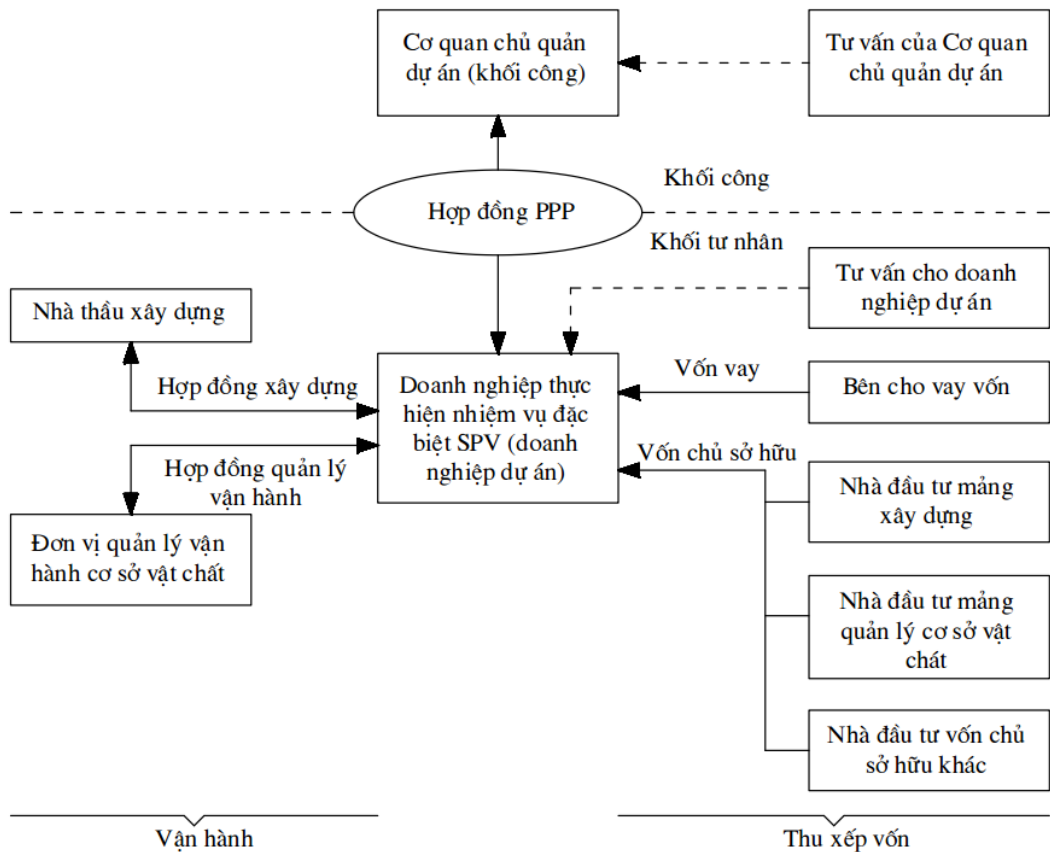 Cơ quan chủ quản
dự án (khối công)
Tư vấn của Cơ quan
chủ quản dự án
Khối công
Hợp đồng PPP
Khối tư nhân
Tư vấn cho doanh
nghiệp dự án
Nhà thầu xây dựng
Hợp đồng xây dựng
Doanh nghiệp thực
hiện nhiệm vụ đặc
biệt SPV (doanh
nghiệp dự án)
Vốn vay
Bên cho vay vốn
Hợp đồng quản lý
vận hành
Vốn chủ sở hữu
Nhà đầu tư mảng
xây dựng
Đơn vị quản lý vận
hành cơ sở vật chất
Nhà đầu tư mảng
quản lý cơ sở vật
chát
Nhà đầu tư vốn chủ
sở hữu khác
Vận hành
Thu xếp vốn